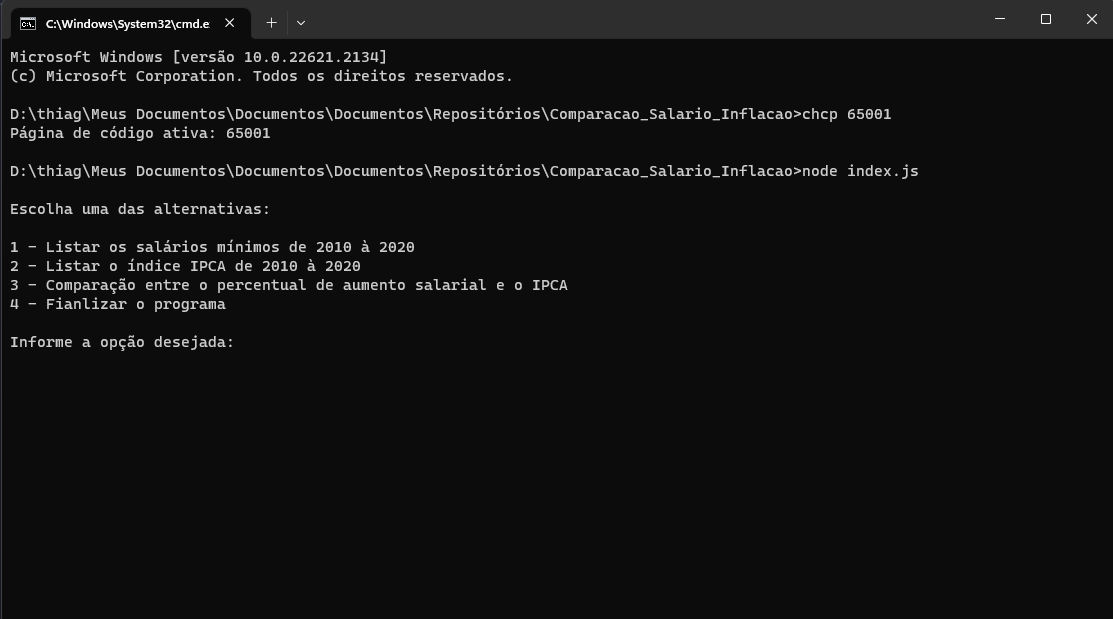 C:\Windows\System32\cmd.e
Microsoft Windows [versão 10.0.22621.2134]
(c) Microsoft Corporation. Todos os direitos reservados.
D:\thiag\Meus Documentos\Documentos\Documentos\Repositórios\Comparacao_Salario_Inflacao>chcp 65001
Página de código ativa: 65001
D:\thiag\Meus Documentos\Documentos\Documentos\Repositórios\Comparacao_Salario_Inflacao>node index.js
Escolha uma das alternativas:
1 - Listar os salários mínimos de 2010 à 2020
2 - Listar o índice IPCA de 2010 à 2020
3 - Comparação entre o percentual de aumento salarial e o IPCA
4 - Fianlizar o programa
Informe a opção desejada: